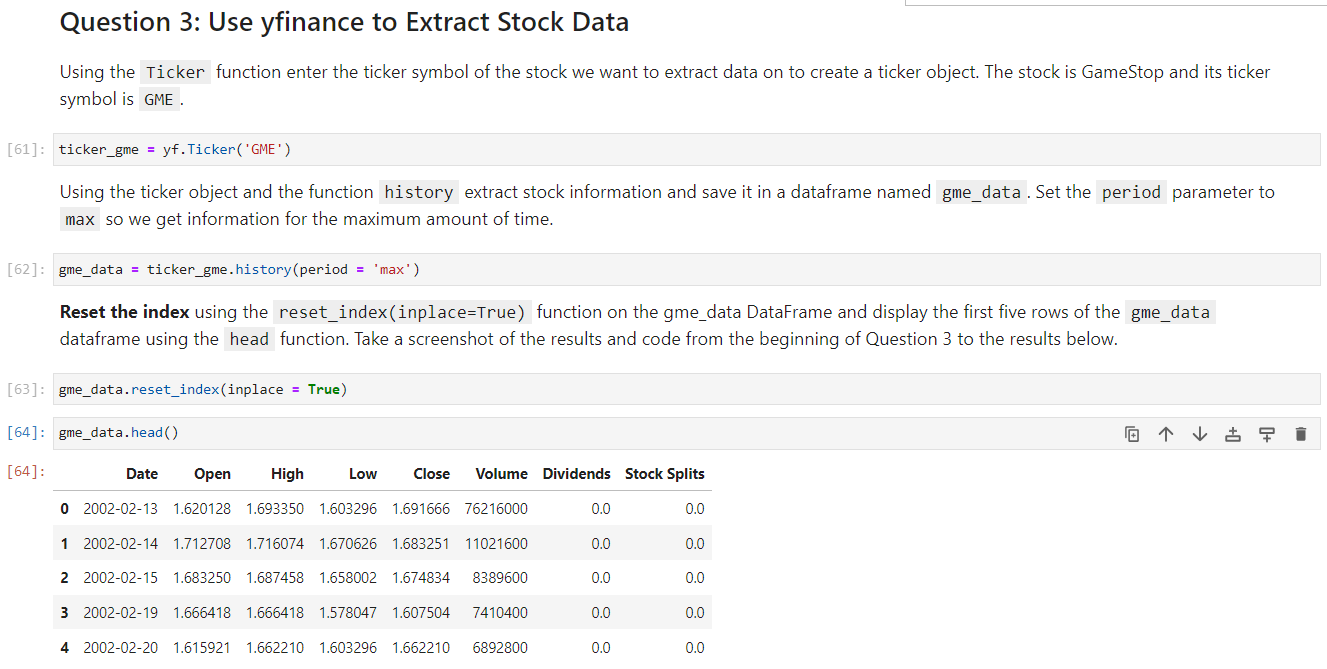 Question 3: Use yfinance to Extract Stock Data
Using the Ticker function enter the ticker symbol of the stock we want to extract data on to create a ticker object. The stock is GameStop and its ticker
symbol is GME .
[61]: ticker_gme = yf.Ticker('GME')
Using the ticker object and the function history extract stock information and save it in a dataframe named gme_data . Set the period parameter to
max so we get information for the maximum amount of time.
[62]: gme_data = ticker_gme.history(period = 'max')
Reset the index using the reset_index(inplace=True) function on the gme_data DataFrame and display the first five rows of the gme_data
dataframe using the head function. Take a screenshot of the results and code from the beginning of Question 3 to the results below.
[63]: gme_data.reset_index(inplace = True)
[64]: gme_data.head()
[64]: Date Open High Low Close Volume Dividends Stock Splits
0 2002-02-13 1.620128 1.693350 1.603296 1.691666 76216000 0.0 0.0
1 2002-02-14 1.712708 1.716074 1.670626 1.683251 11021600 0.0 0.0
2 2002-02-15 1.683250 1.687458 1.658002 1.674834 8389600 0.0 0.0
3 2002-02-19 1.666418 1.666418 1.578047 1.607504 7410400 0.0 0.0
4 2002-02-20 1.615921 1.662210 1.603296 1.662210 6892800 0.0 0.0